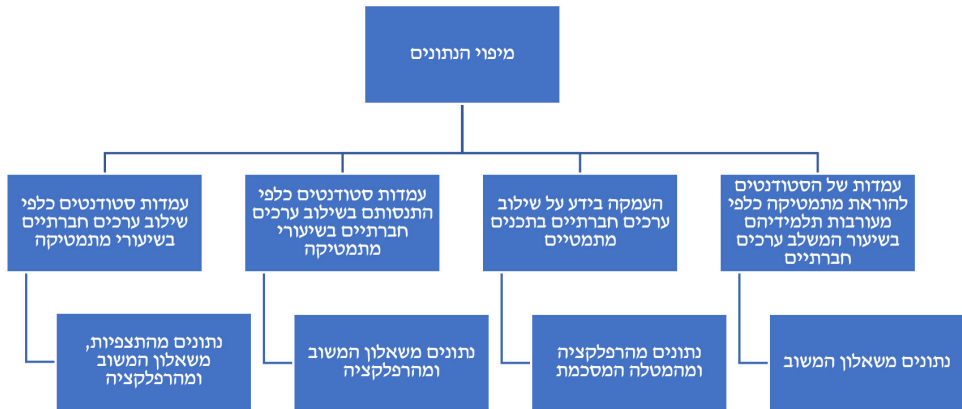 מיפוי הנתונים
עמדות של הסטודנטים
להוראת מתמטיקה כלפי
מעורבות תלמידיהם
בשיעור המשלב ערכים
חברתיים
העמקה בידע על שילוב
ערכים חברתיים בתכנים
מתמטיים
עמדות סטודנטים כלפי
התנסותם בשילוב ערכים
חברתיים בשיעורי
מתמטיקה
עמדות סטודנטים כלפי
שילוב ערכים חברתיים
בשיעורי מתמטיקה
נתונים משאלון המשוב
נתונים מהרפלקציה
ומהמטלה המסכמת
נתונים משאלון המשוב
ומהרפלקציה
נתונים מהתצפיות,
משאלון המשוב
ומהרפלקציה